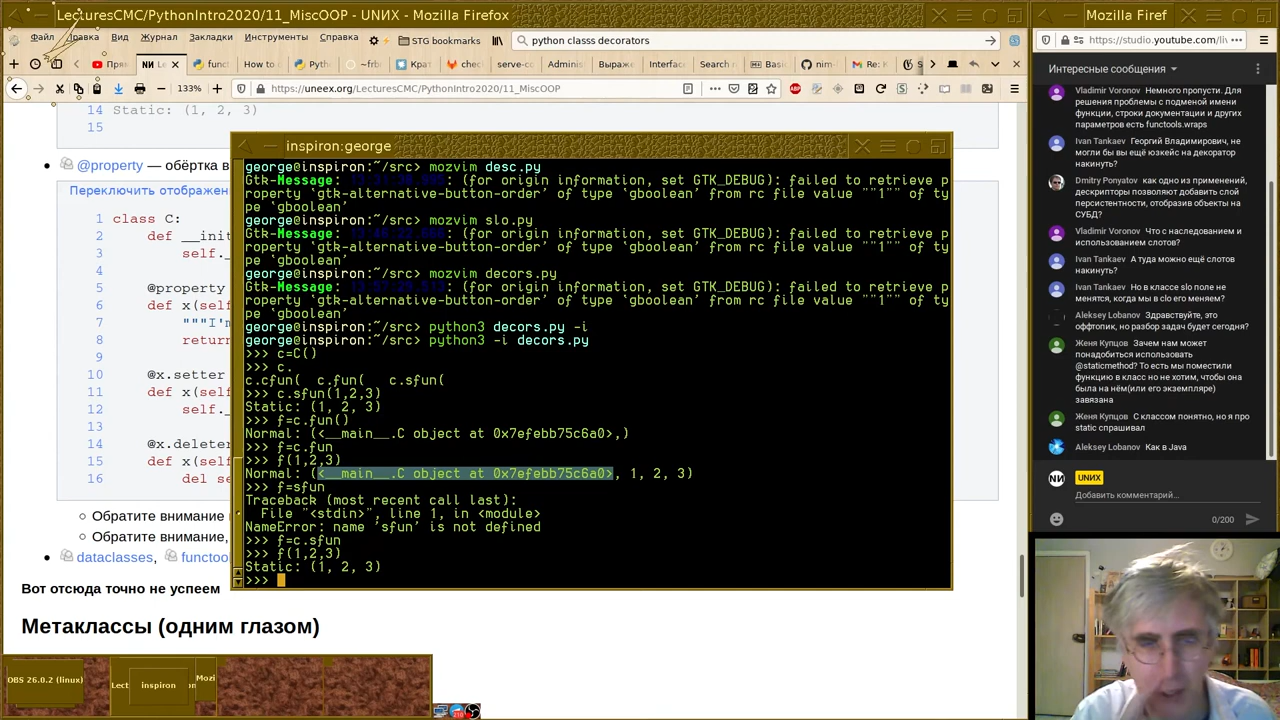 LecturesCMC/PythonIntro2020/11_MiscOOP - UNИX - Mozilla Firefox
Файл Правка Вид Журнал Закладки Инструменты Справка
STG bookmarks
python classs decorators
133%
https://uneex.org/LecturesCMC/PythonIntro2020/11_MiscOOP
14 Static: (1, 2, 3)
15
@property — обёртка в
Переключить отображен
1 class C:
2 def __init
3 self._
4
5 @property
6 def x(self
7 """I'm
8 return
9
10 @x.setter
11 def x(self
12 self._
13
14 @x.deleter
15 def x(self
16 del se
Обратите внимание
Обратите внимание,
dataclasses, functoo
Вот отсюда точно не успеем
Метаклассы (одним глазом)
inspiron:george
george@inspiron:~/src> mozvim desc.py
Gtk-Message: : (for origin information, set GTK_DEBUG): failed to retrieve p
roperty `gtk-alternative-button-order' of type `gboolean' from rc file value ""1"" of ty
pe `gboolean'
george@inspiron:~/src> mozvim slo.py
Gtk-Message: : (for origin information, set GTK_DEBUG): failed to retrieve p
roperty `gtk-alternative-button-order' of type `gboolean' from rc file value ""1"" of ty
pe `gboolean'
george@inspiron:~/src> mozvim decors.py
Gtk-Message: : (for origin information, set GTK_DEBUG): failed to retrieve p
roperty `gtk-alternative-button-order' of type `gboolean' from rc file value ""1"" of ty
pe `gboolean'
george@inspiron:~/src> python3 decors.py -i
george@inspiron:~/src> python3 -i decors.py
>>> c=C()
>>> c.
c.cfun( c.fun( c.sfun(
>>> c.sfun(1,2,3)
Static: (1, 2, 3)
>>> f=c.fun()
Normal: (<__main__.C object at 0x7efebb75c6a0>,)
>>> f=c.fun
>>> f(1,2,3)
Normal: (<__main__.C object at 0x7efebb75c6a0>, 1, 2, 3)
>>> f=sfun
Traceback (most recent call last):
File "<stdin>", line 1, in <module>
NameError: name 'sfun' is not defined
>>> f=c.sfun
>>> f(1,2,3)
Static: (1, 2, 3)
>>>
OBS 26.0.2 (linux)
Lect
inspiron
Mozi
Mozilla Firef
https://studio.youtube.com/liv
Интересные сообщения
Vladimir Voronov Немного пропусти. Для
решения проблемы с подменой имени
функции, строки документации и других
параметров есть functools.wraps
Ivan Tankaev Георгий Владимирович, не
могли бы вы ещё юзкейс на декоратор
накинуть?
Dmitry Ponyatov как одно из применений,
дескрипторы позволяют добавить слой
персистентности, отобразив объекты на
СУБД?
Vladimir Voronov Что с наследованием и
использованием слотов?
Ivan Tankaev А туда можно ещё слотов
накинуть?
Ivan Tankaev Но в классе slo поле не
менятся, когда мы в clo его меняем?
Aleksey Lobanov Здравствуйте, это
оффтопик, но разбор задач будет сегодня?
Женя Купцов Зачем нам может
понадобиться использовать
@staticmethod? То есть мы поместили
функцию в класс но не хотим, чтобы она
была на нём(или его экземпляре)
завязана
Женя Купцов С классом понятно, но я про
static спрашивал
Aleksey Lobanov Как в Java
UNИX
Добавить комментарий...
0/200